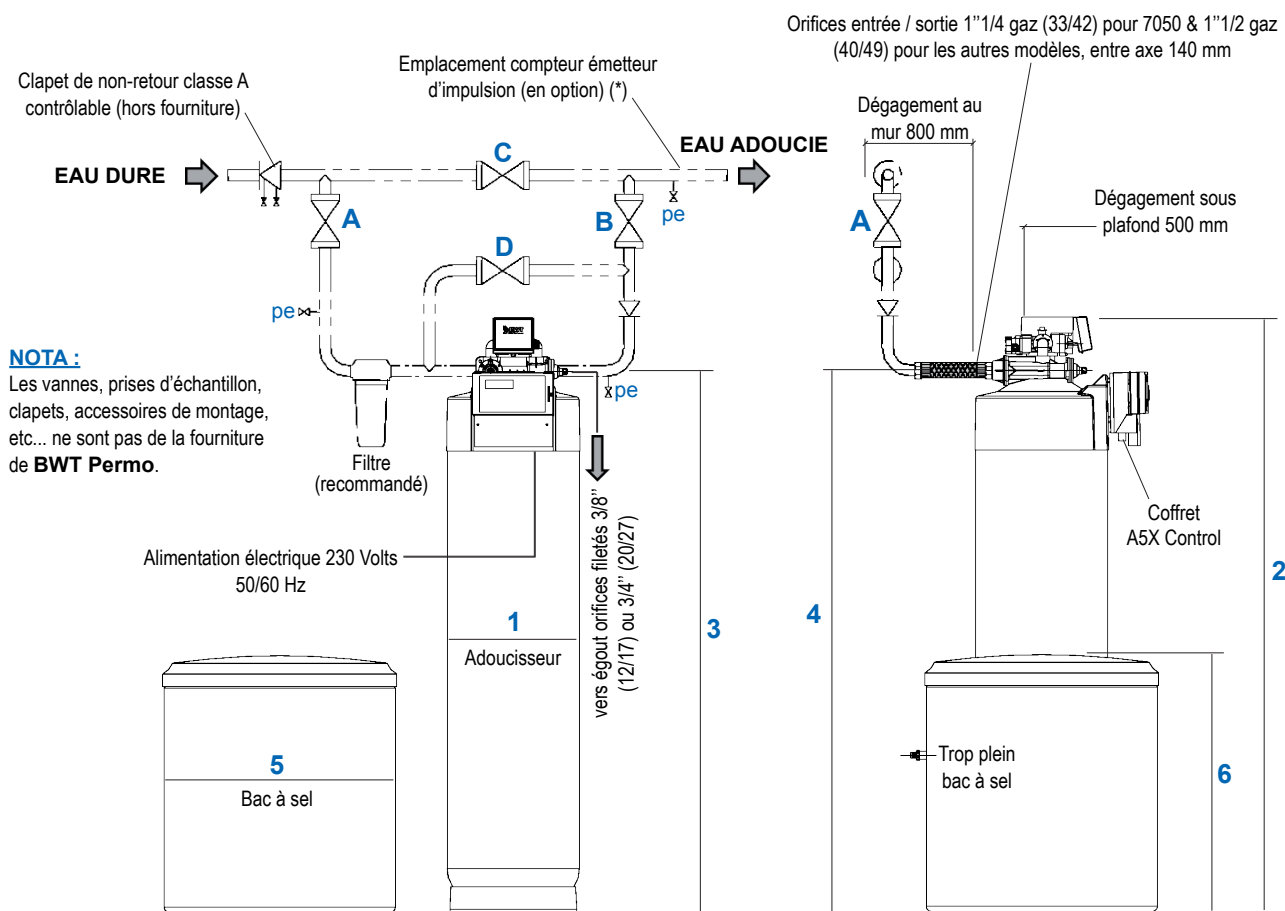 Orifices entrée / sortie 1’’1/4 gaz (33/42) pour 7050 & 1’’1/2 gaz
(40/49) pour les autres modèles, entre axe 140 mm
Clapet de non-retour classe A
contrôlable (hors fourniture)
Emplacement compteur émetteur
d’impulsion (en option) (*)
Dégagement au
mur 800 mm
EAU DURE
C
EAU ADOUCIE
A
B
pe
A
Dégagement sous
plafond 500 mm
D
pe
BWT
NOTA :
Les vannes, prises d’échantillon,
clapets, accessoires de montage,
etc... ne sont pas de la fourniture
de BWT Permo.
pe
Filtre
(recommandé)
vers égout orifices filetés 3/8’’
(12/17) ou 3/4’’ (20/27)
Coffret
A5X Control
Alimentation électrique 230 Volts
50/60 Hz
1
Adoucisseur
3
4
2
5
Bac à sel
Trop plein
bac à sel
6